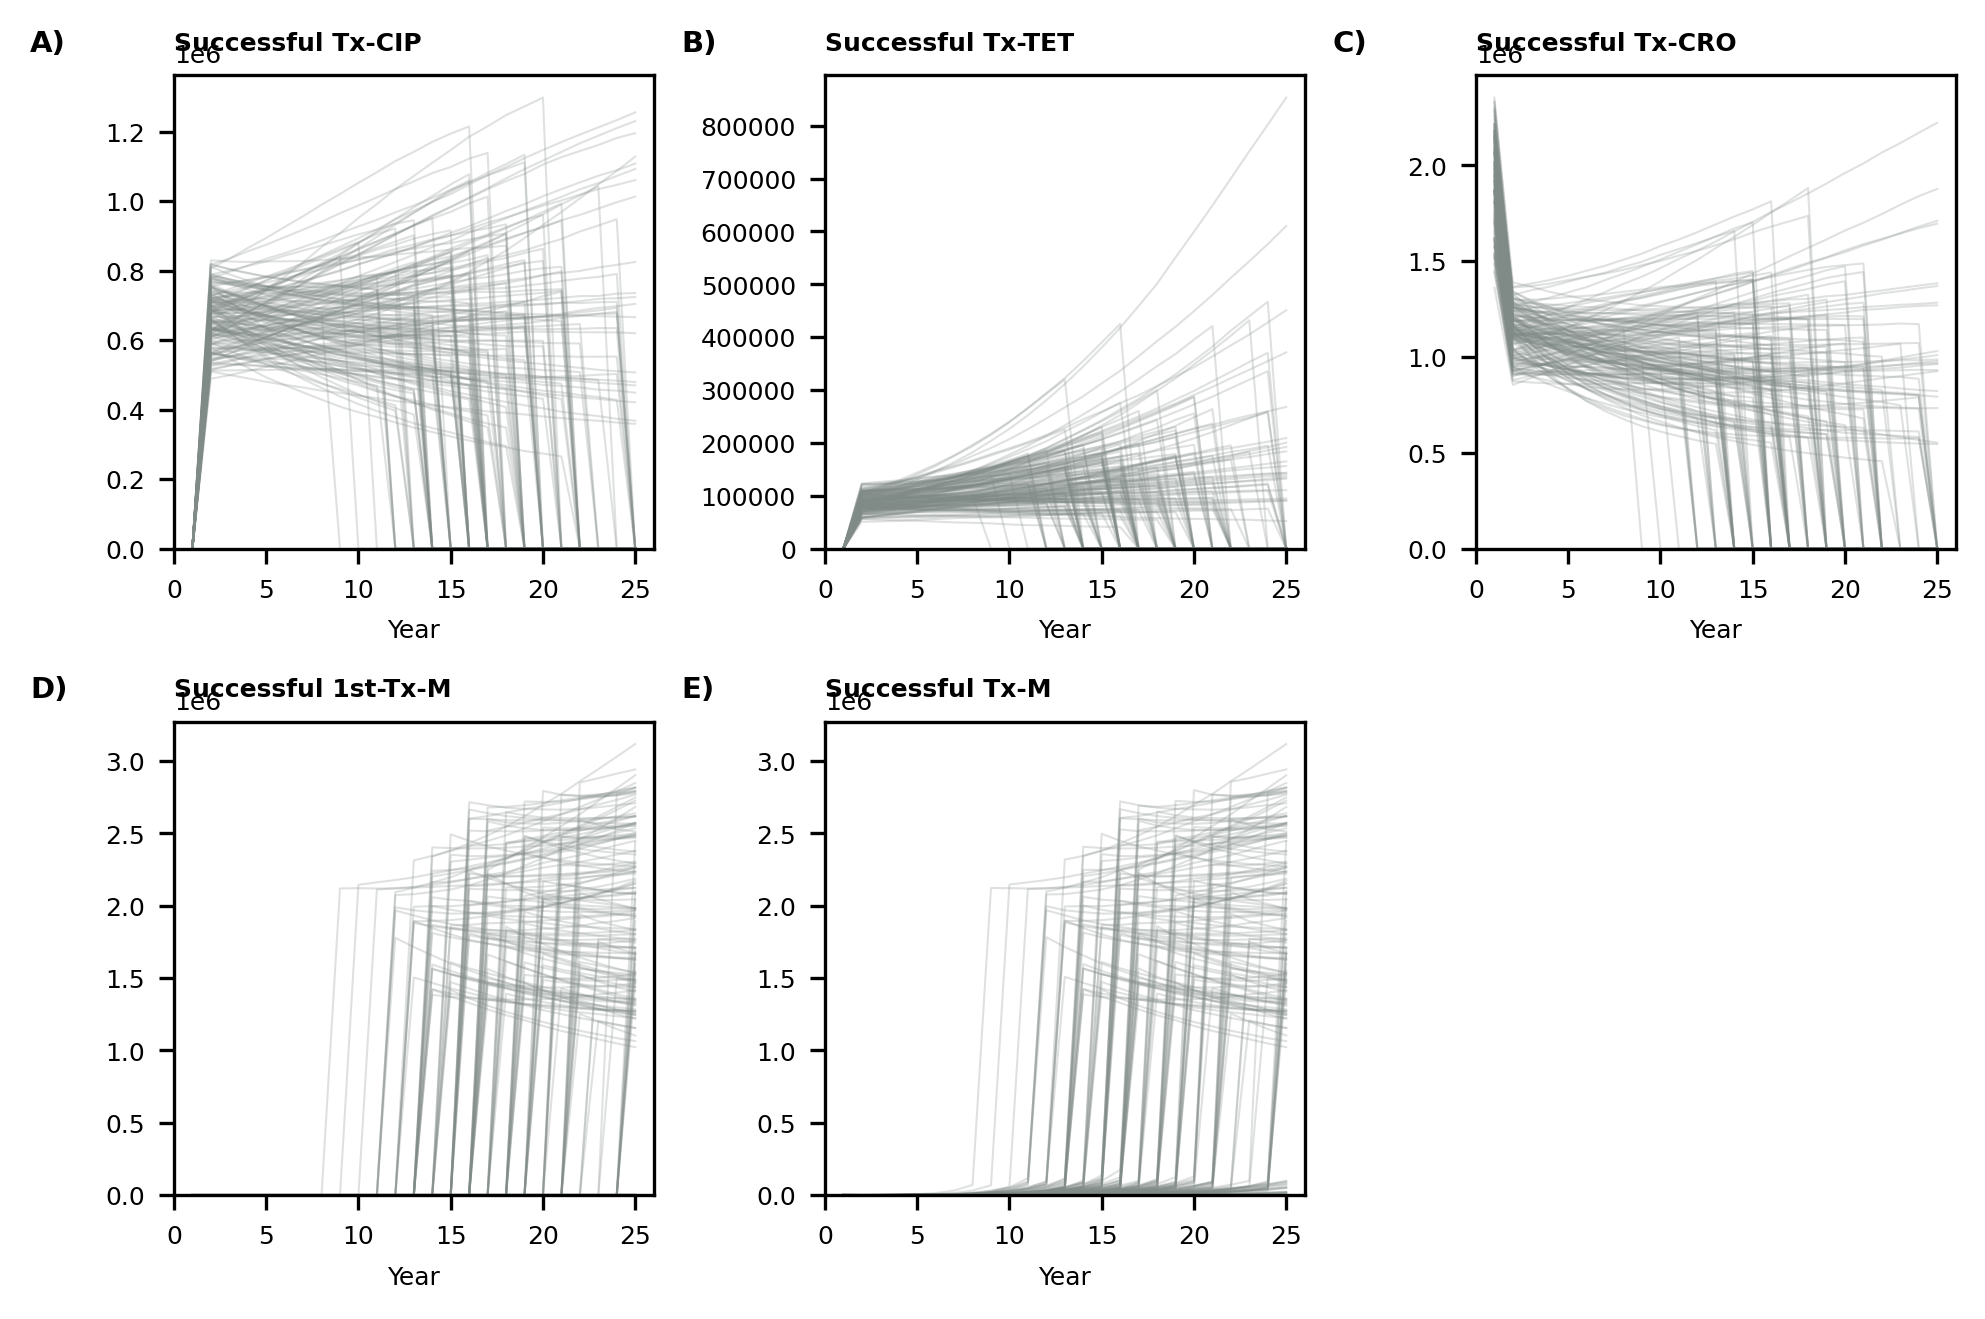 A) Successful Tx-CIP
1e6
1.2
1.0
0.8
0.6
0.4
0.2
0.0
0 5 10 15 20 25
Year
B) Successful Tx-TET
800000
700000
600000
500000
400000
300000
200000
100000
0
0 5 10 15 20 25
Year
C) Successful Tx-CRO
1e6
2.0
1.5
1.0
0.5
0.0
0 5 10 15 20 25
Year
D) Successful 1st-Tx-M
1e6
3.0
2.5
2.0
1.5
1.0
0.5
0.0
0 5 10 15 20 25
Year
E) Successful Tx-M
1e6
3.0
2.5
2.0
1.5
1.0
0.5
0.0
0 5 10 15 20 25
Year